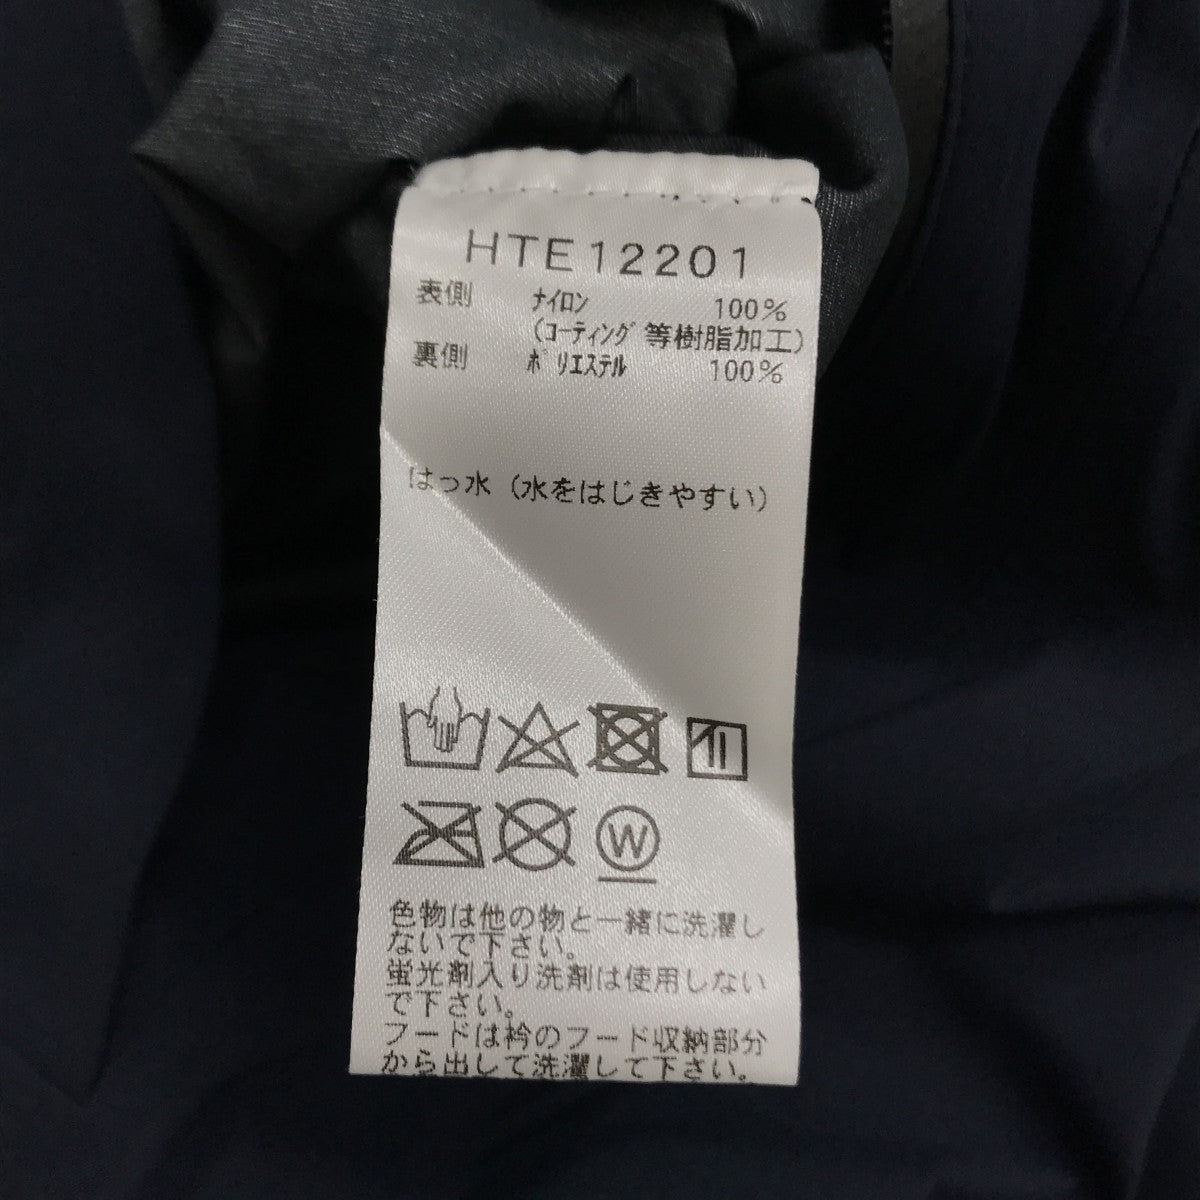 HTE12201
表側 ナイロン 100%
(コーティング等樹脂加工)
裏側 ポリエステル 100%
はっ水（水をはじきやすい）
W
色物は他の物と一緒に洗濯し
ないで下さい。
蛍光剤入り洗剤は使用しない
で下さい。
フードは衿のフード収納部分
から出して洗濯して下さい。